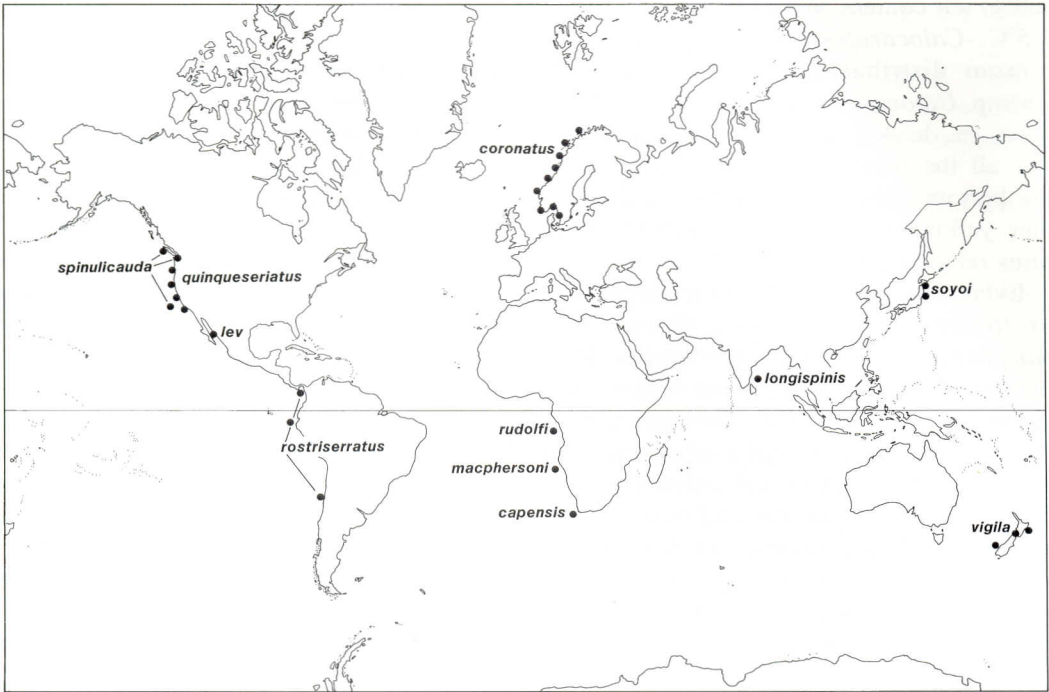 coronatus
spinulicauda
quinqueseriatus
soyoi
lev
longispinis
rudolfi
rostriserratus
macphersoni
capensis
vigila